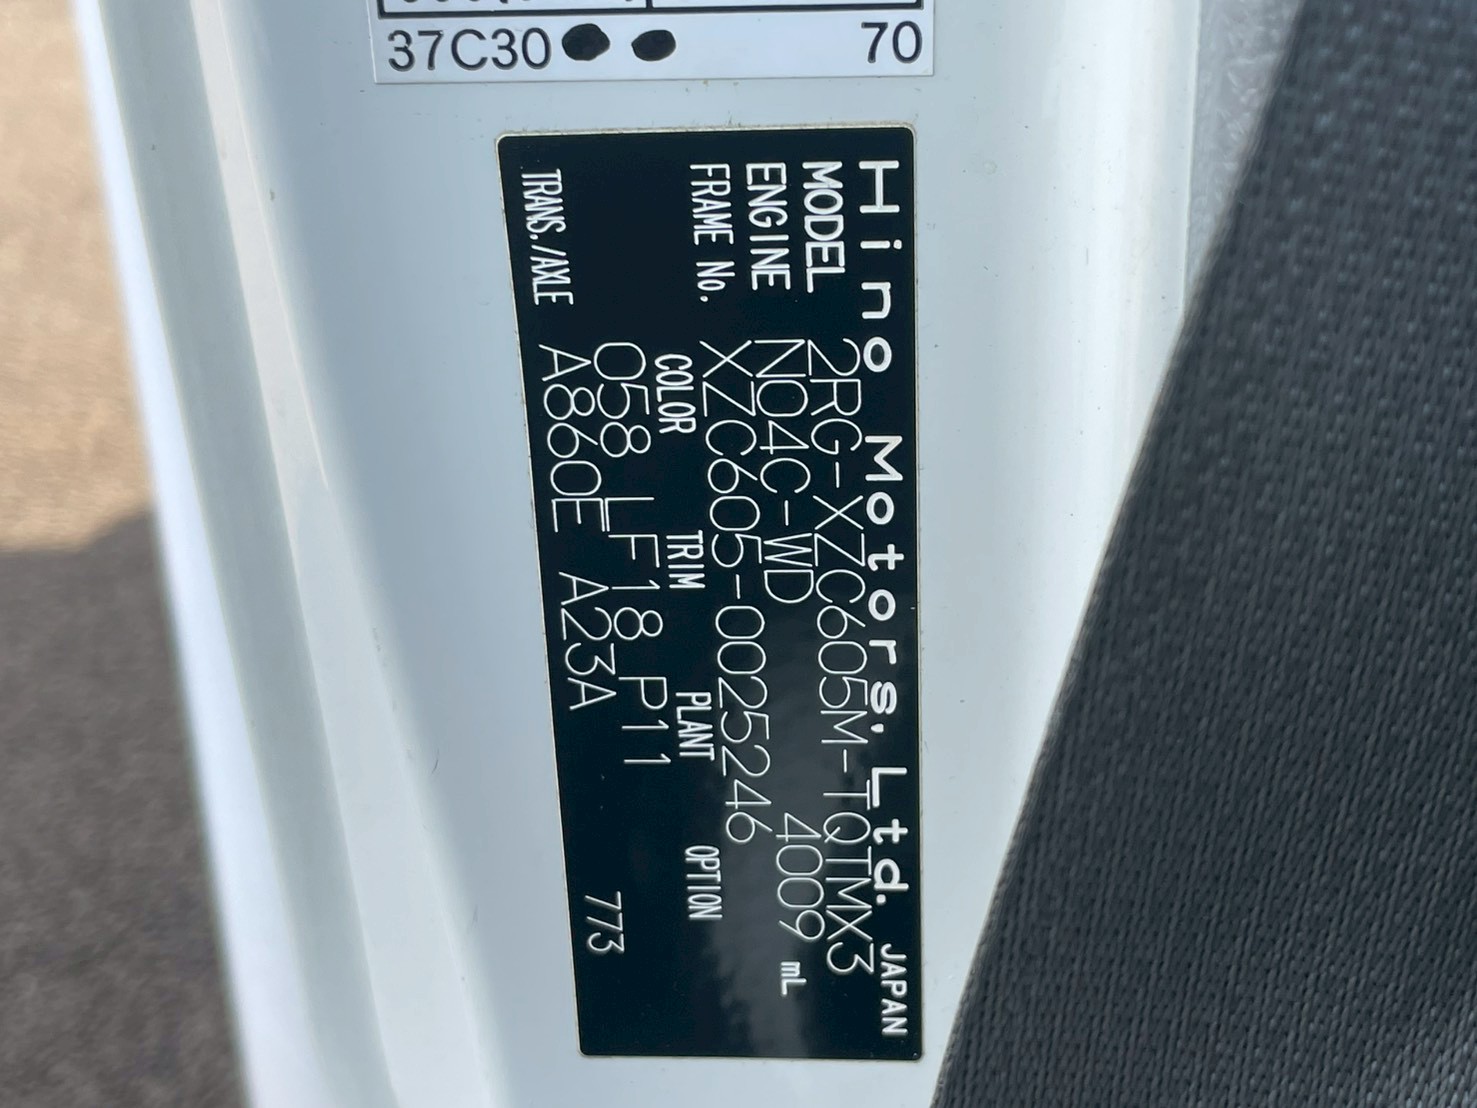 37C30 70
Hino Motors, Ltd. JAPAN
MODEL 2RG-XZC605M-TQTMX3
ENGINE N04C-WD 4009 mL
FRAME No. XZC605-0025246
COLOR TRIM PLANT OPTION
058 LF18 P11
TRANS./AXLE A860E A23A 773